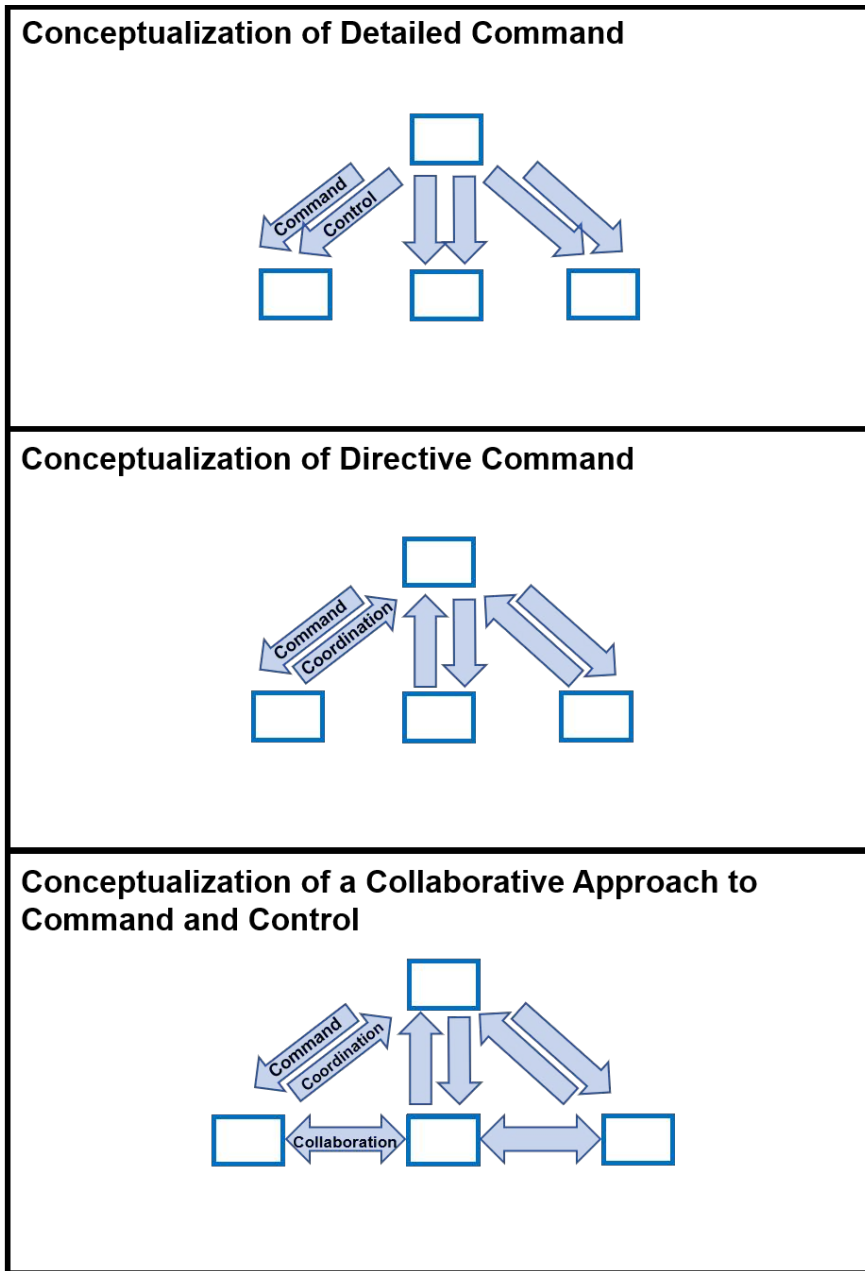 Conceptualization of Detailed Command
Command
Control
Conceptualization of Directive Command
Command
Coordination
Conceptualization of a Collaborative Approach to
Command and Control
Command
Coordination
Collaboration